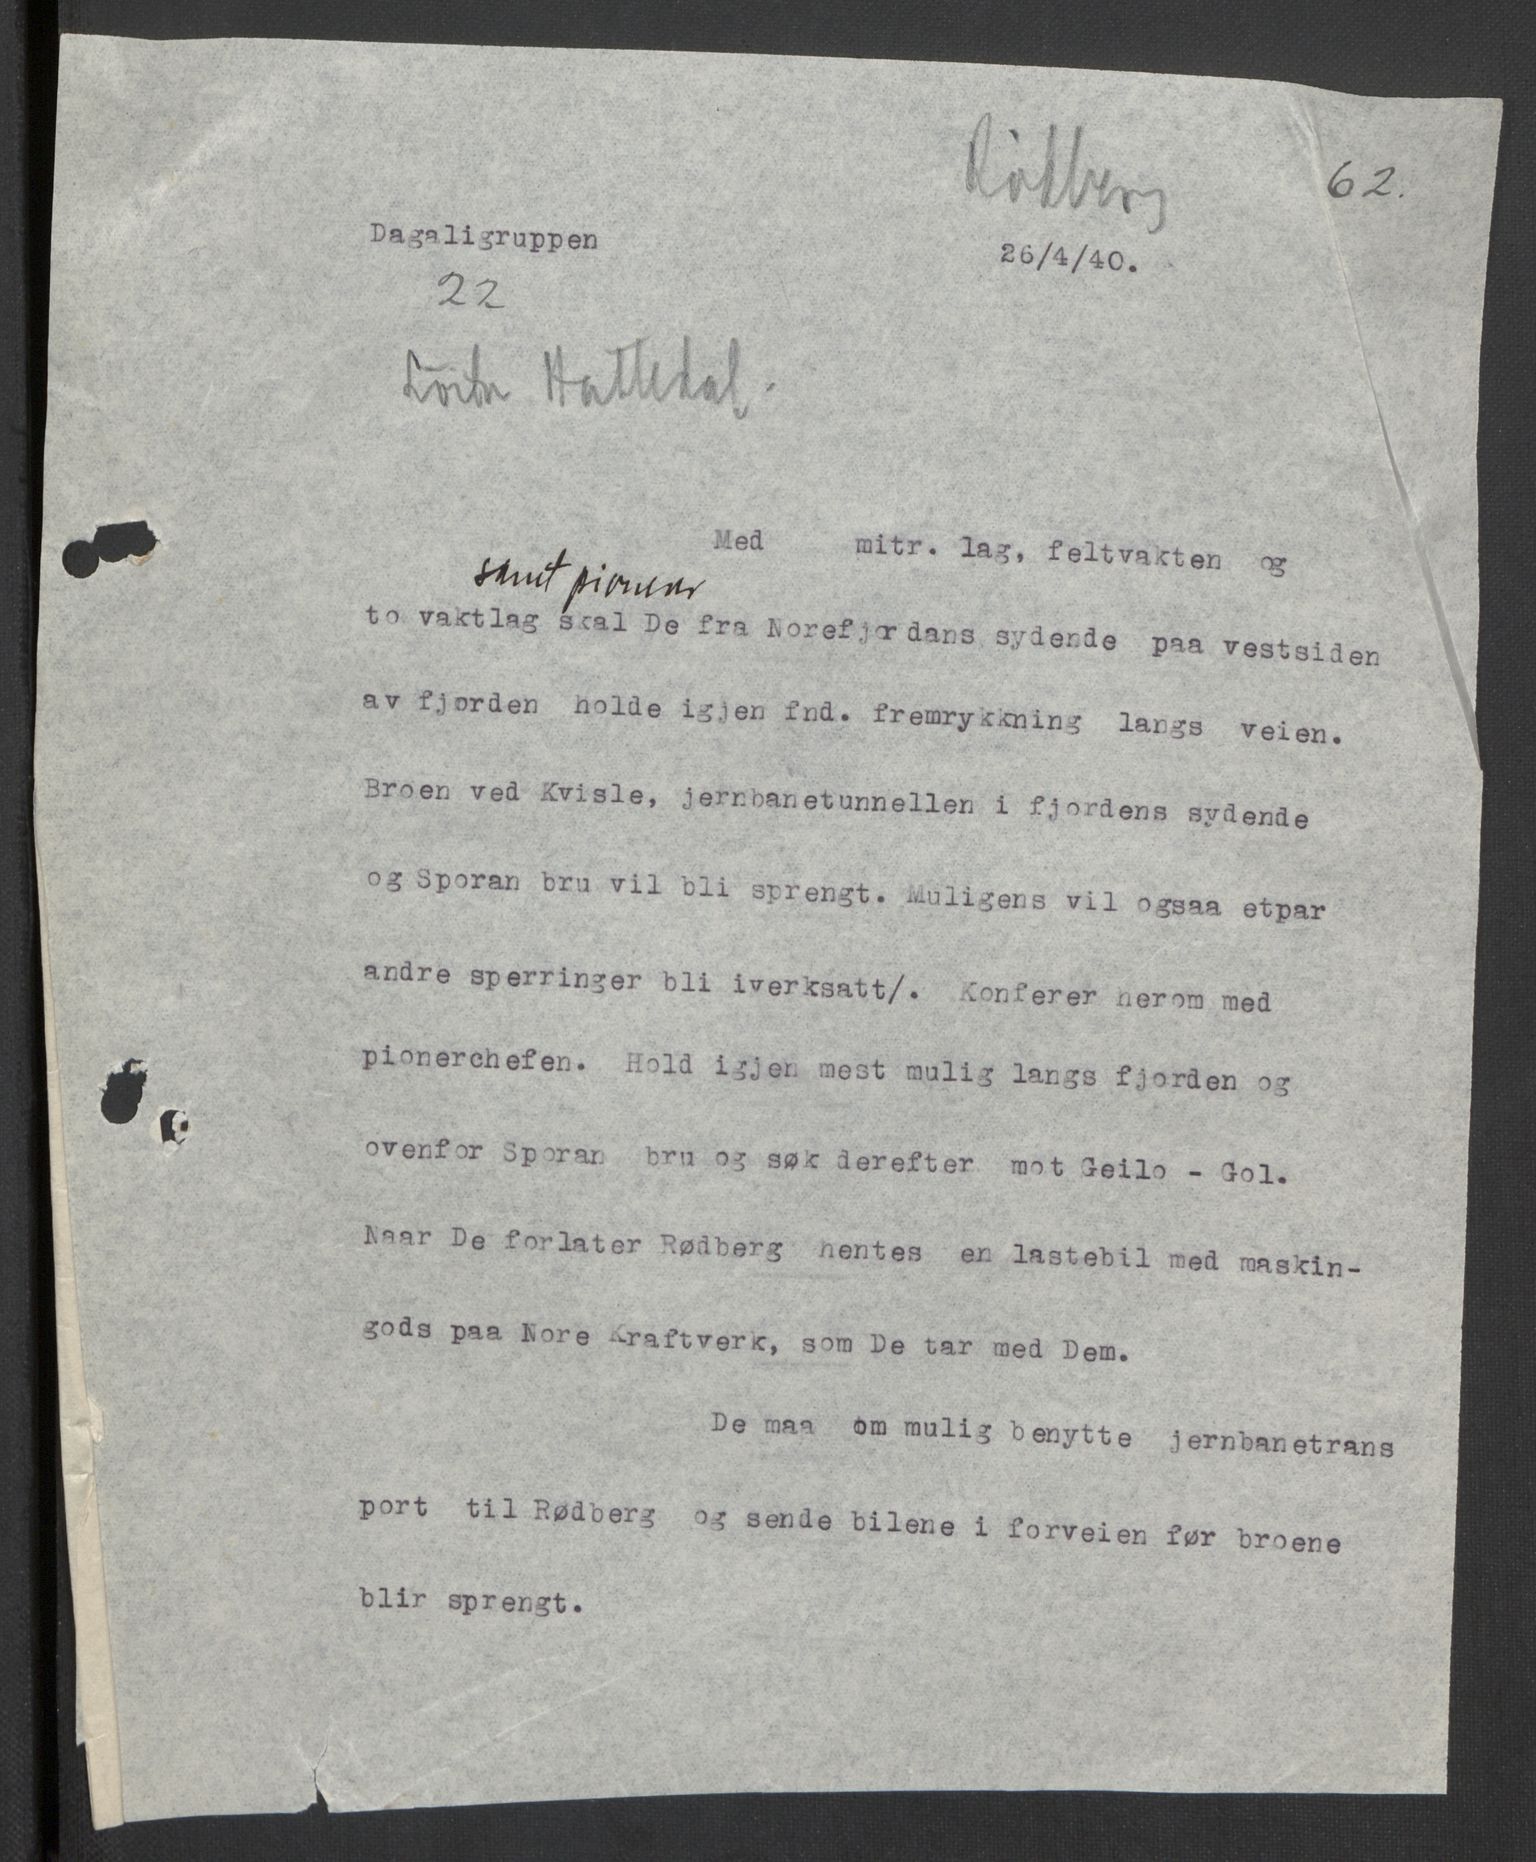 Rødberg
62.
Dagaligruppen
26/4/40.
22
Løitn Hattedal.
Med mitr. lag, feltvakten og
samt pionerer
to vaktlag skal De fra Norefjordans sydende paa vestsiden
av fjorden holde igjen fnd. fremrykkning langs veien.
Broen ved Kvisle, jernbanetunnellen i fjordens sydende
og Sporan bru vil bli sprengt. Muligens vil ogsaa etpar
andre sperringer bli iverksatt/. Konferer herom med
pionerchefen. Hold igjen mest mulig langs fjorden og
ovenfor Sporan bru og søk derefter mot Geilo - Gol.
Naar De forlater Rødberg hentes en lastebil med maskin-
gods paa Nore Kraftverk, som De tar med Dem.
De maa om mulig benytte jernbanetrans
port til Rødberg og sende bilene i forveien før broene
blir sprengt.